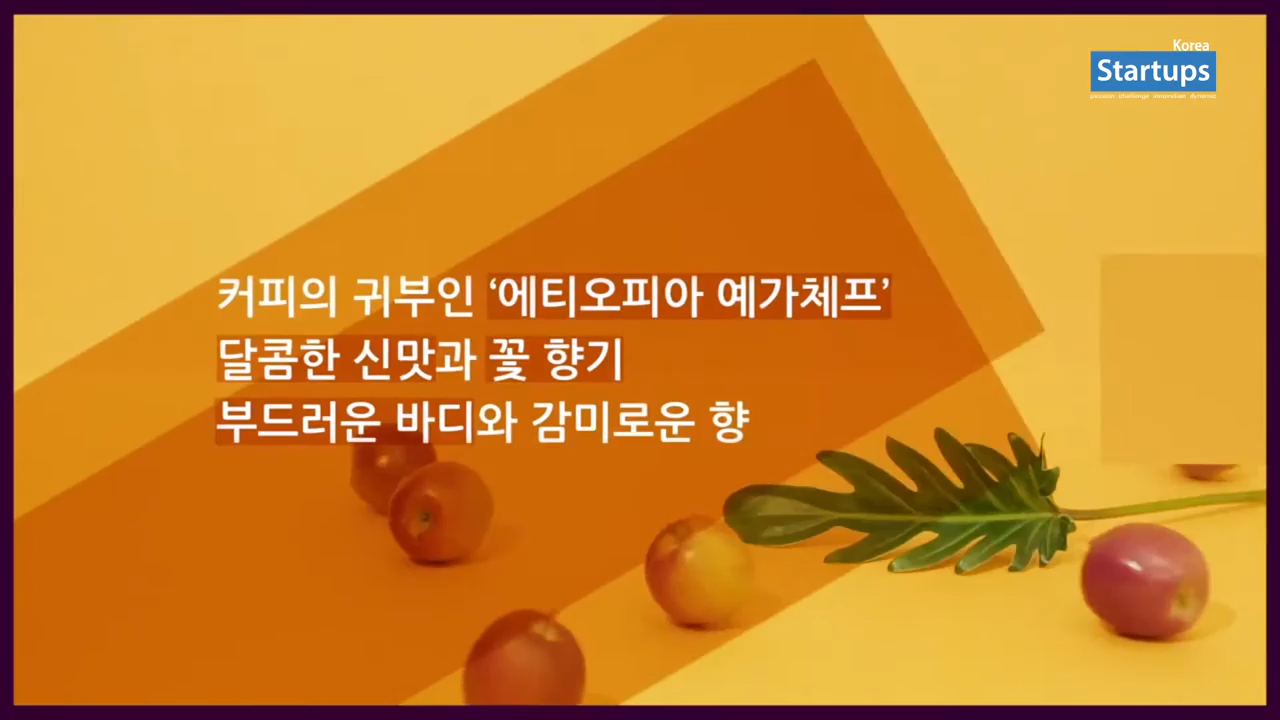 Korea
Startups
커피의 귀부인 ‘에티오피아 예가체프’
달콤한 신맛과 꽃 향기
부드러운 바디와 감미로운 향